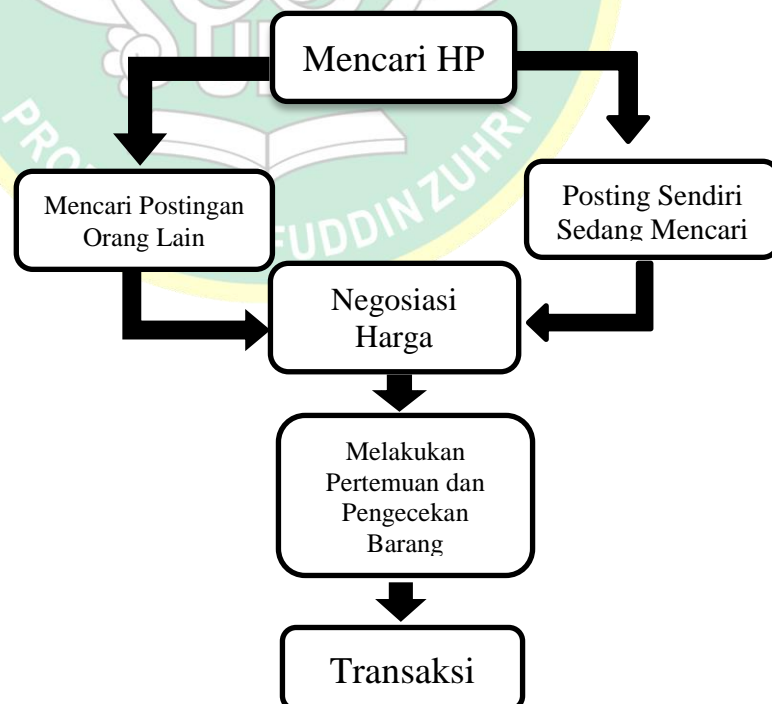 Mencari HP
Mencari Postingan
Orang Lain
Posting Sendiri
Sedang Mencari
Negosiasi
Harga
Melakukan
Pertemuan dan
Pengecekan
Barang
Transaksi